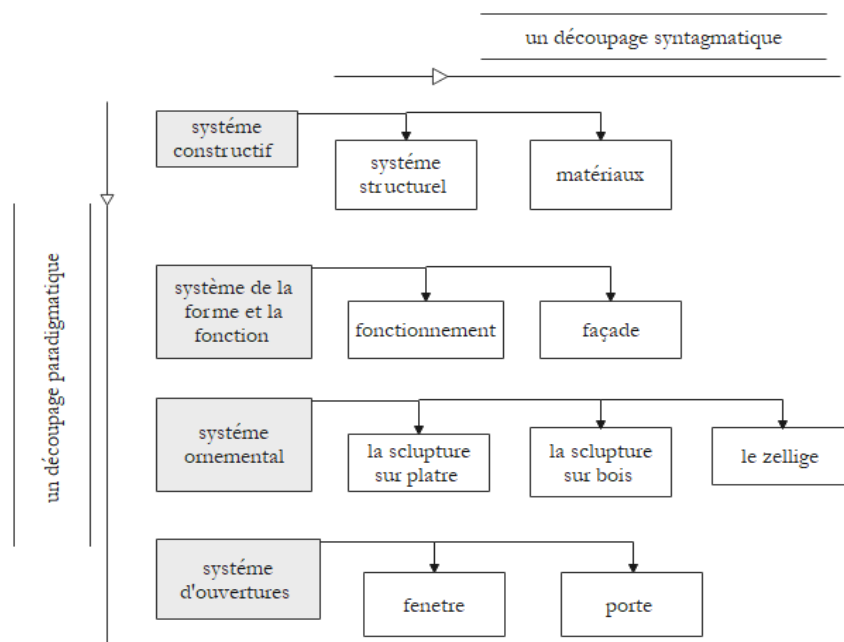 un découpage syntagmatique
systéme
constructif
systéme
structurel
matériaux
un découpage paradigmatique
système de la
forme et la
fonction
fonctionnement
façade
systéme
ornemental
la sclupture
sur platre
la sclupture
sur bois
le zellige
systéme
d'ouvertures
fenetre
porte